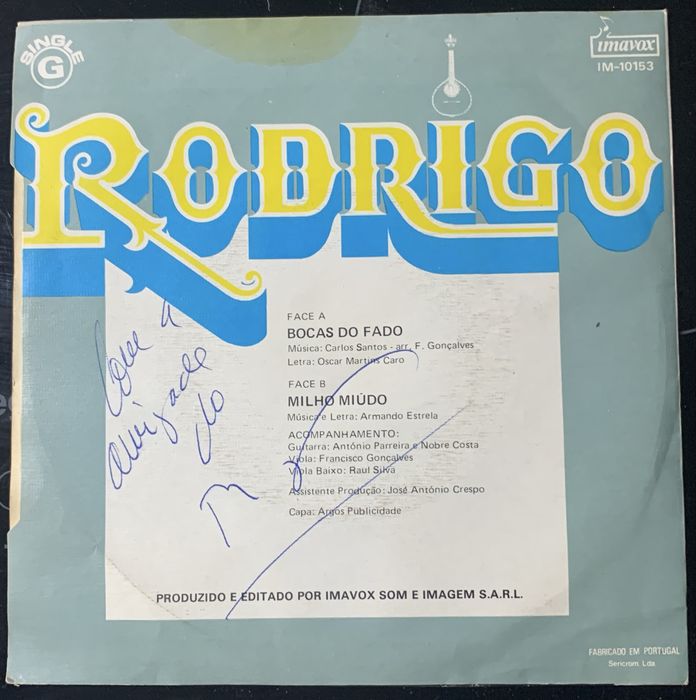 SINGLE
G
imavox
IM-10153
RODRIGO
FACE A
BOCAS DO FADO
Música: Carlos Santos - arr. F. Gonçalves
Letra: Oscar Martins Caro
FACE B
MILHO MIÚDO
Música e Letra: Armando Estrela
ACOMPANHAMENTO:
Guitarra: António Parreira e Nobre Costa
Viola: Francisco Gonçalves
Viola Baixo: Raul Silva
Assistente Produção: José António Crespo
Capa: Argos Publicidade
Com a
amizade
do
PRODUZIDO E EDITADO POR IMAVOX SOM E IMAGEM S.A.R.L.
FABRICADO EM PORTUGAL
Sericrom, Lda